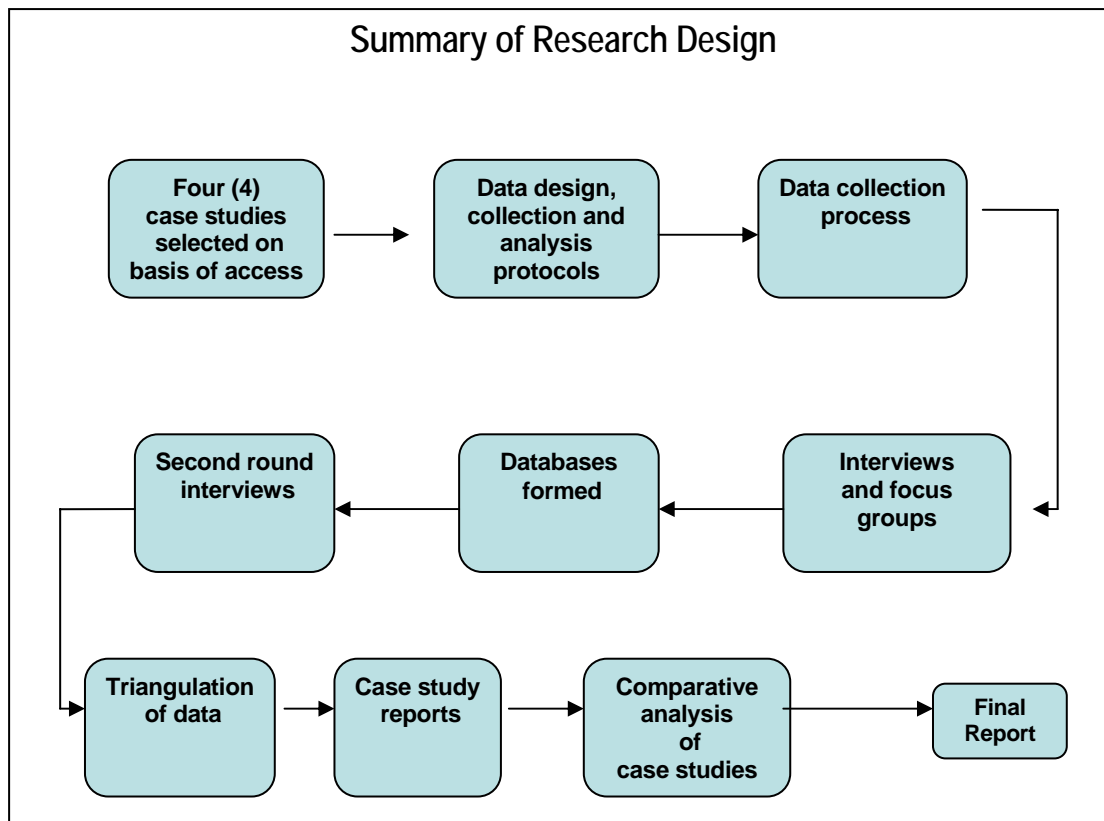 Summary of Research Design
Four (4)
case studies
selected on
basis of access
Data design,
collection and
analysis
protocols
Data collection
process
Interviews
and focus
groups
Databases
formed
Second round
interviews
Triangulation
of data
Case study
reports
Comparative
analysis
of
case studies
Final
Report